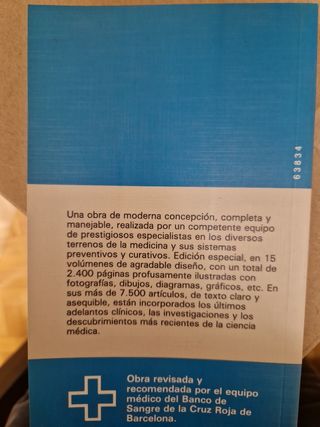 63834
Una obra de moderna concepción, completa y
manejable, realizada por un competente equipo
de prestigiosos especialistas en los diversos
terrenos de la medicina y sus sistemas
preventivos y curativos. Edición especial, en 15
volúmenes de agradable diseño, con un total de
2.400 páginas profusamente ilustradas con
fotografías, dibujos, diagramas, gráficos, etc. En
sus más de 7.500 artículos, de texto claro y
asequible, están incorporados los últimos
adelantos clínicos, las investigaciones y los
descubrimientos más recientes de la ciencia
médica.
Obra revisada y
recomendada por el equipo
médico del Banco de
Sangre de la Cruz Roja de
Barcelona.